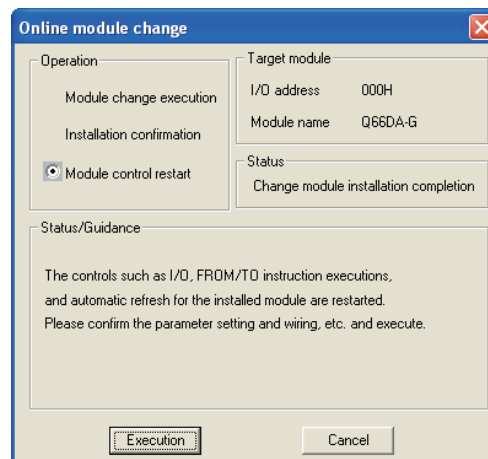 Online module change
Operation
Module change execution
Installation confirmation
Module control restart
Target module
I/O address 000H
Module name Q66DA-G
Status
Change module installation completion
Status/Guidance
The controls such as I/O, FROM/TO instruction executions,
and automatic refresh for the installed module are restarted.
Please confirm the parameter setting and wiring, etc. and execute.
Execution
Cancel